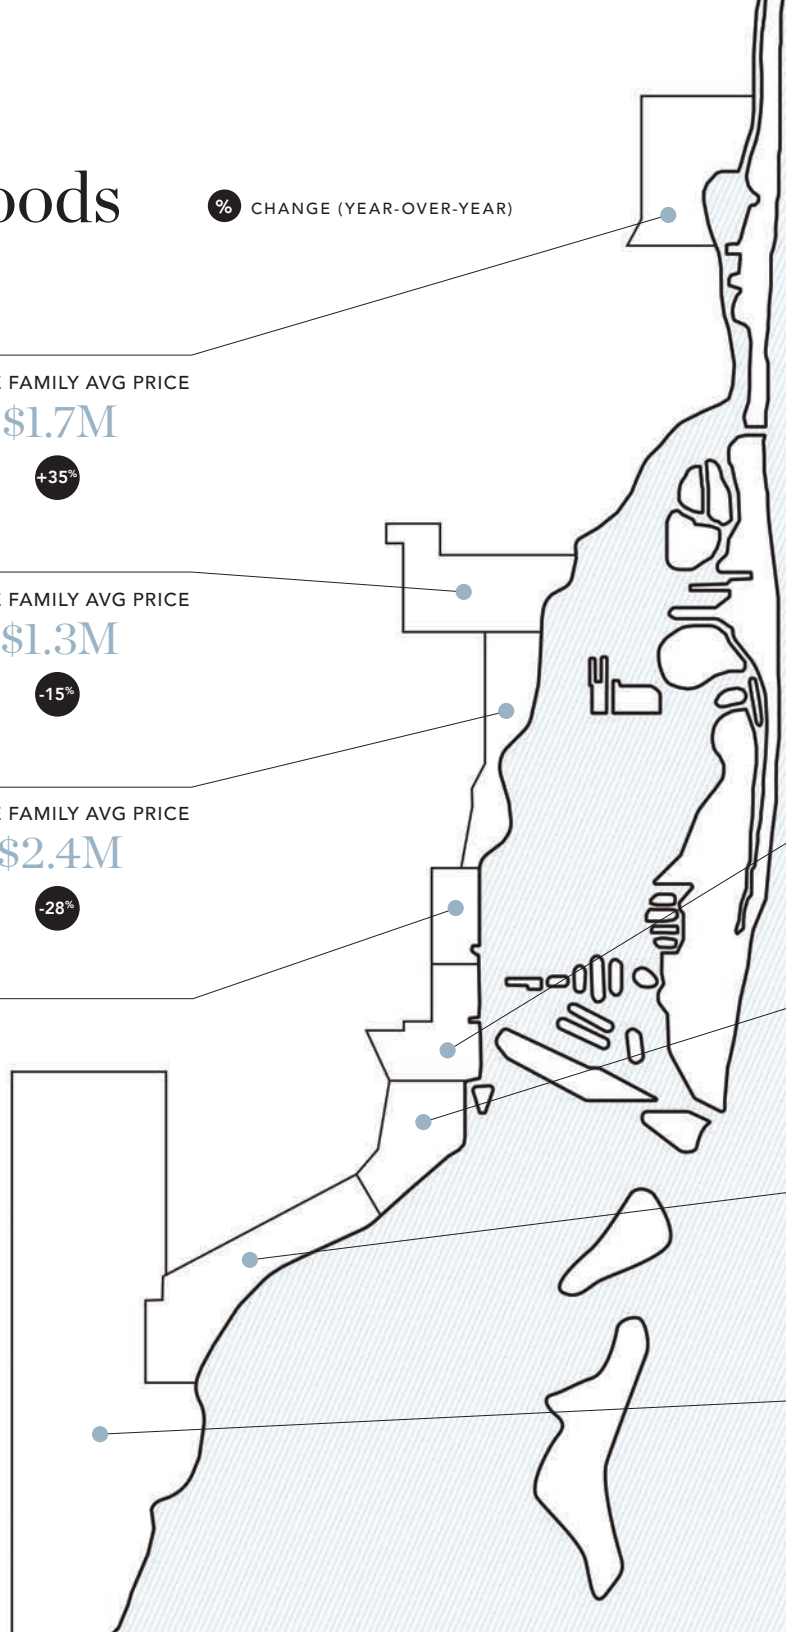 oods
% CHANGE (YEAR-OVER-YEAR)
FAMILY AVG PRICE
$1.7M
+35%
FAMILY AVG PRICE
$1.3M
-15%
FAMILY AVG PRICE
$2.4M
-28%